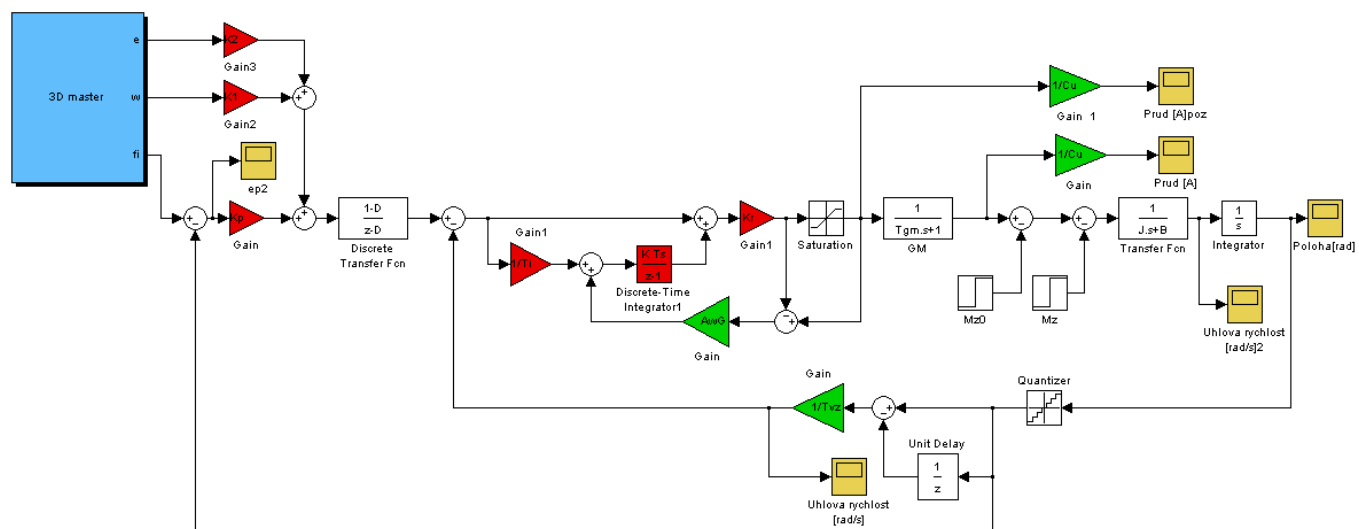 3D master
e
w
fi
K2
Gain3
K1
Gain2
ep2
Kp
Gain
1-D
z-D
Discrete
Transfer Fcn
Gain1
1/Ti
K Ts
z-1
Discrete-Time
Integrator1
Kr
Gain1
Saturation
AwG
Gain
1/Cu
Gain 1
Prud [A]poz
1/Cu
Gain
Prud [A]
1
Tgm.s+1
GM
Mz0
Mz
1
J.s+B
Transfer Fcn
1
s
Integrator
Poloha[rad]
Uhlova rychlost
[rad/s]2
Quantizer
Gain
1/Tvz
Unit Delay
1
z
Uhlova rychlost
[rad/s]